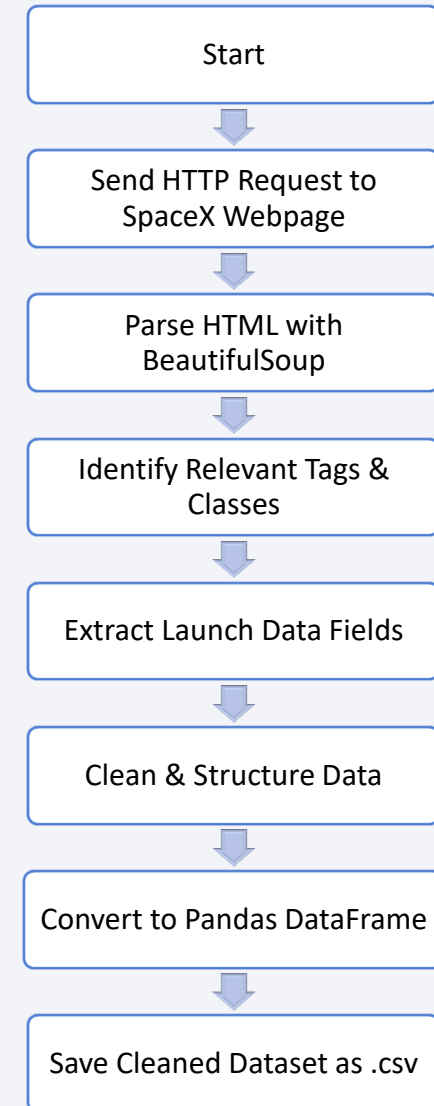 Start
Send HTTP Request to
SpaceX Webpage
Parse HTML with
BeautifulSoup
Identify Relevant Tags &
Classes
Extract Launch Data Fields
Clean & Structure Data
Convert to Pandas DataFrame
Save Cleaned Dataset as .csv